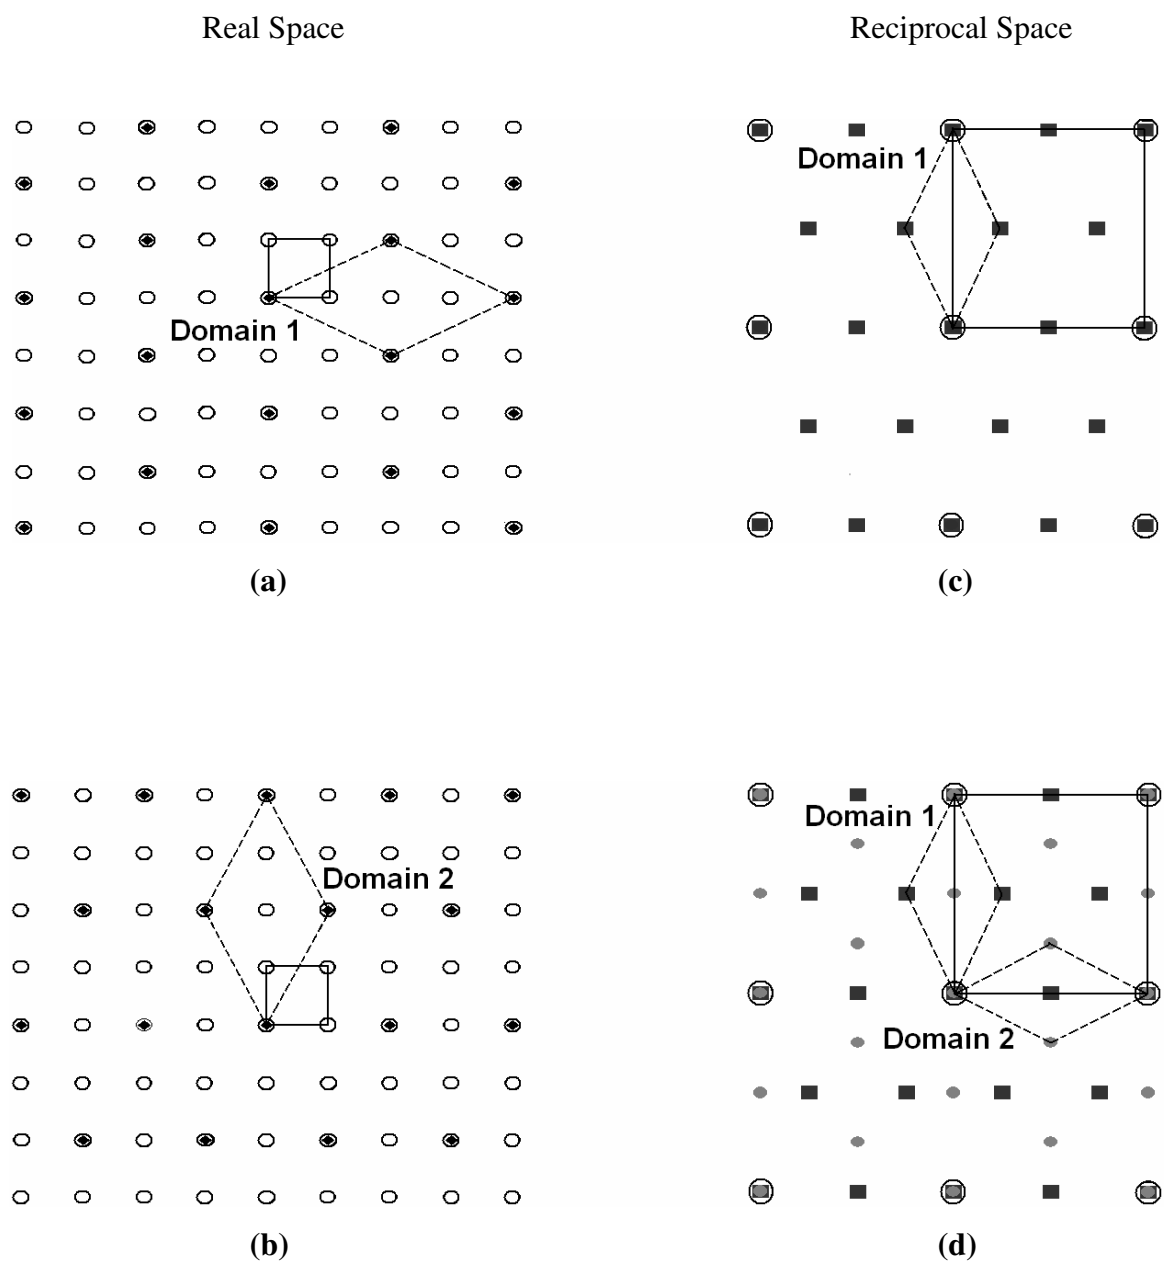 Real Space
Reciprocal Space
Domain 1
Domain 1
(a)
(c)
Domain 2
Domain 1
Domain 2
(b)
(d)